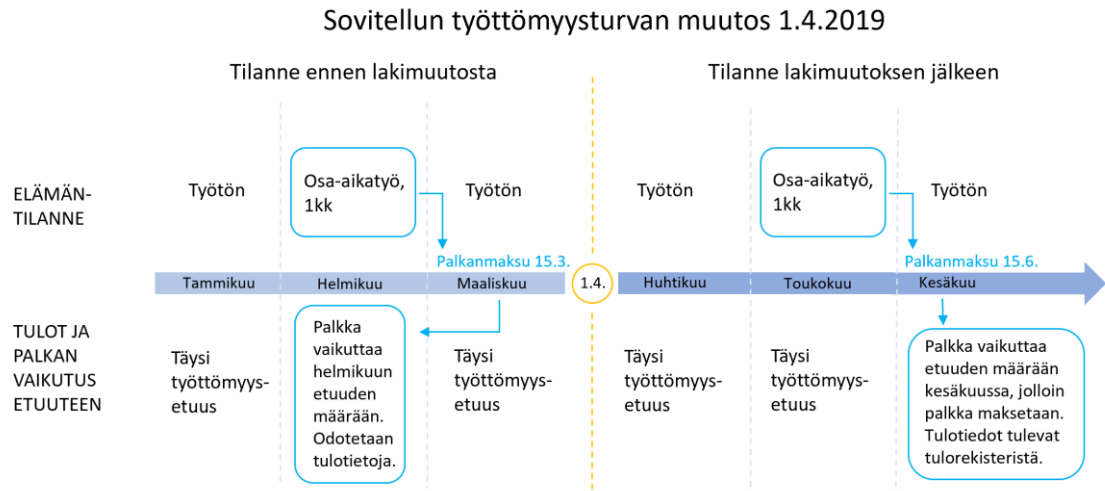 Sovitellun työttömyysturvan muutos 1.4.2019
Tilanne ennen lakimuutosta
Tilanne lakimuutoksen jälkeen
ELÄMÄN-
TILANNE
Työtön
Osa-aikatyö,
1kk
Työtön
Työtön
Osa-aikatyö,
1kk
Työtön
Palkanmaksu 15.3.
Palkanmaksu 15.6.
Tammikuu
Helmikuu
Maaliskuu
1.4.
Huhtikuu
Toukokuu
Kesäkuu
TULOT JA
PALKAN
VAIKUTUS
ETUUTEEN
Täysi
työttömyys-
etuus
Palkka
vaikuttaa
helmikuun
etuuden
määrään.
Odotetaan
tulotietoja.
Täysi
työttömyys-
etuus
Täysi
työttömyys-
etuus
Täysi
työttömyys-
etuus
Palkka vaikuttaa
etuuden määrään
kesäkuussa, jolloin
palkka maksetaan.
Tulotiedot tulevat
tulorekisteristä.